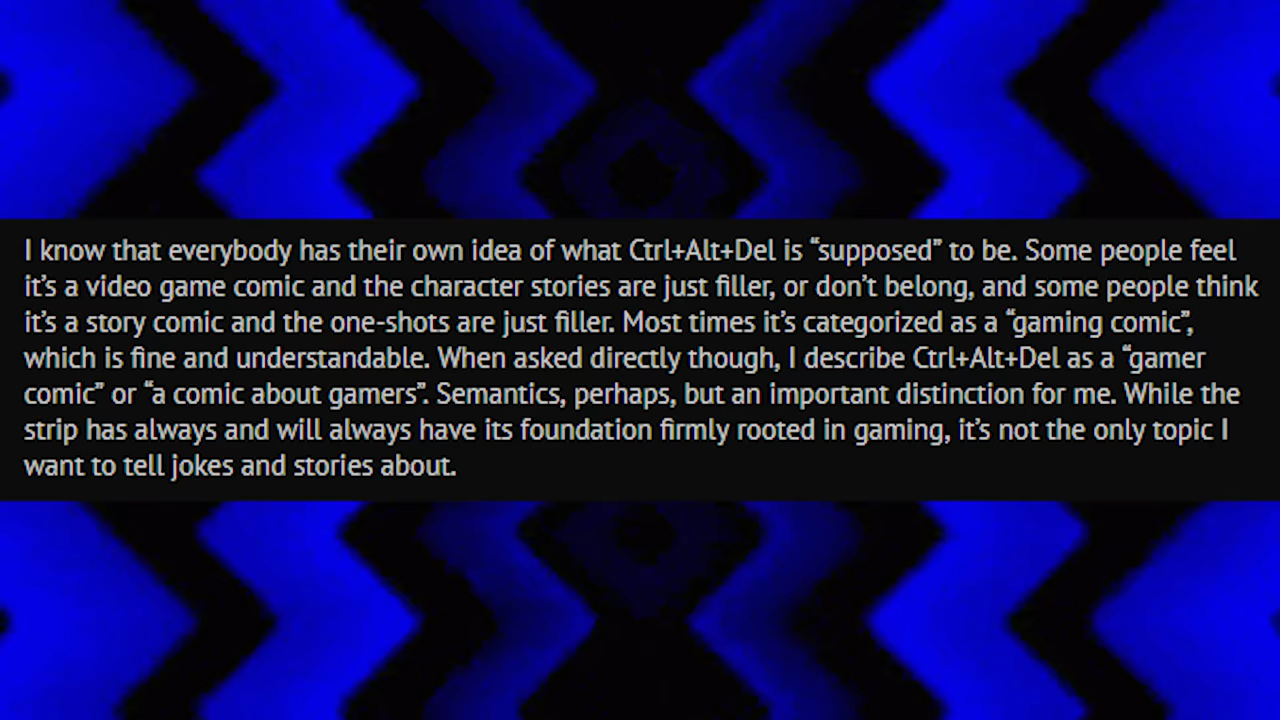 I know that everybody has their own idea of what Ctrl+Alt+Del is “supposed” to be. Some people feel
it’s a video game comic and the character stories are just filler, or don’t belong, and some people think
it’s a story comic and the one-shots are just filler. Most times it’s categorized as a “gaming comic”,
which is fine and understandable. When asked directly though, I describe Ctrl+Alt+Del as a “gamer
comic” or “a comic about gamers”. Semantics, perhaps, but an important distinction for me. While the
strip has always and will always have its foundation firmly rooted in gaming, it’s not the only topic I
want to tell jokes and stories about.